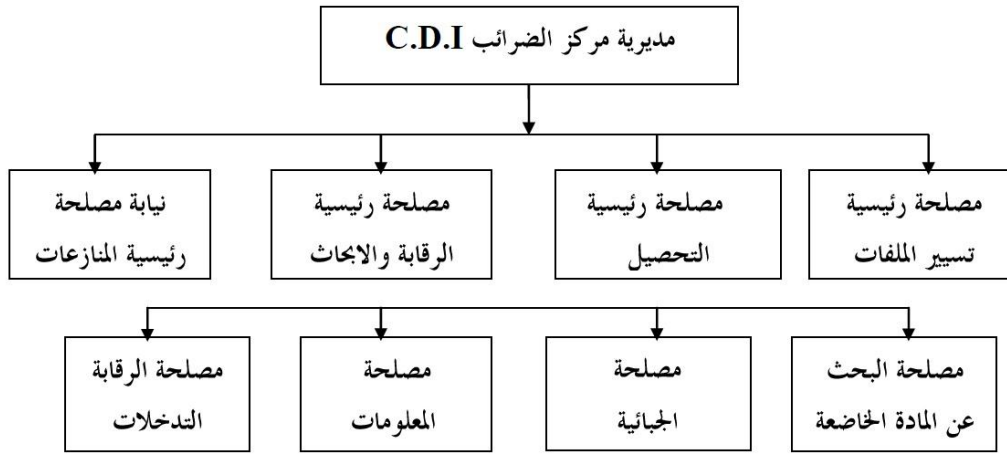 مديرية مركز الضرائب C.D.I
مصلحة رئيسية
تسيير الملفات
مصلحة رئيسية
التحصيل
مصلحة رئيسية
الرقابة والابحاث
نيابة مصلحة
رئيسية المنازعات
مصلحة البحث
عن المادة الخاضعة
مصلحة
الجبائية
مصلحة
المعلومات
مصلحة الرقابة
التدخلات